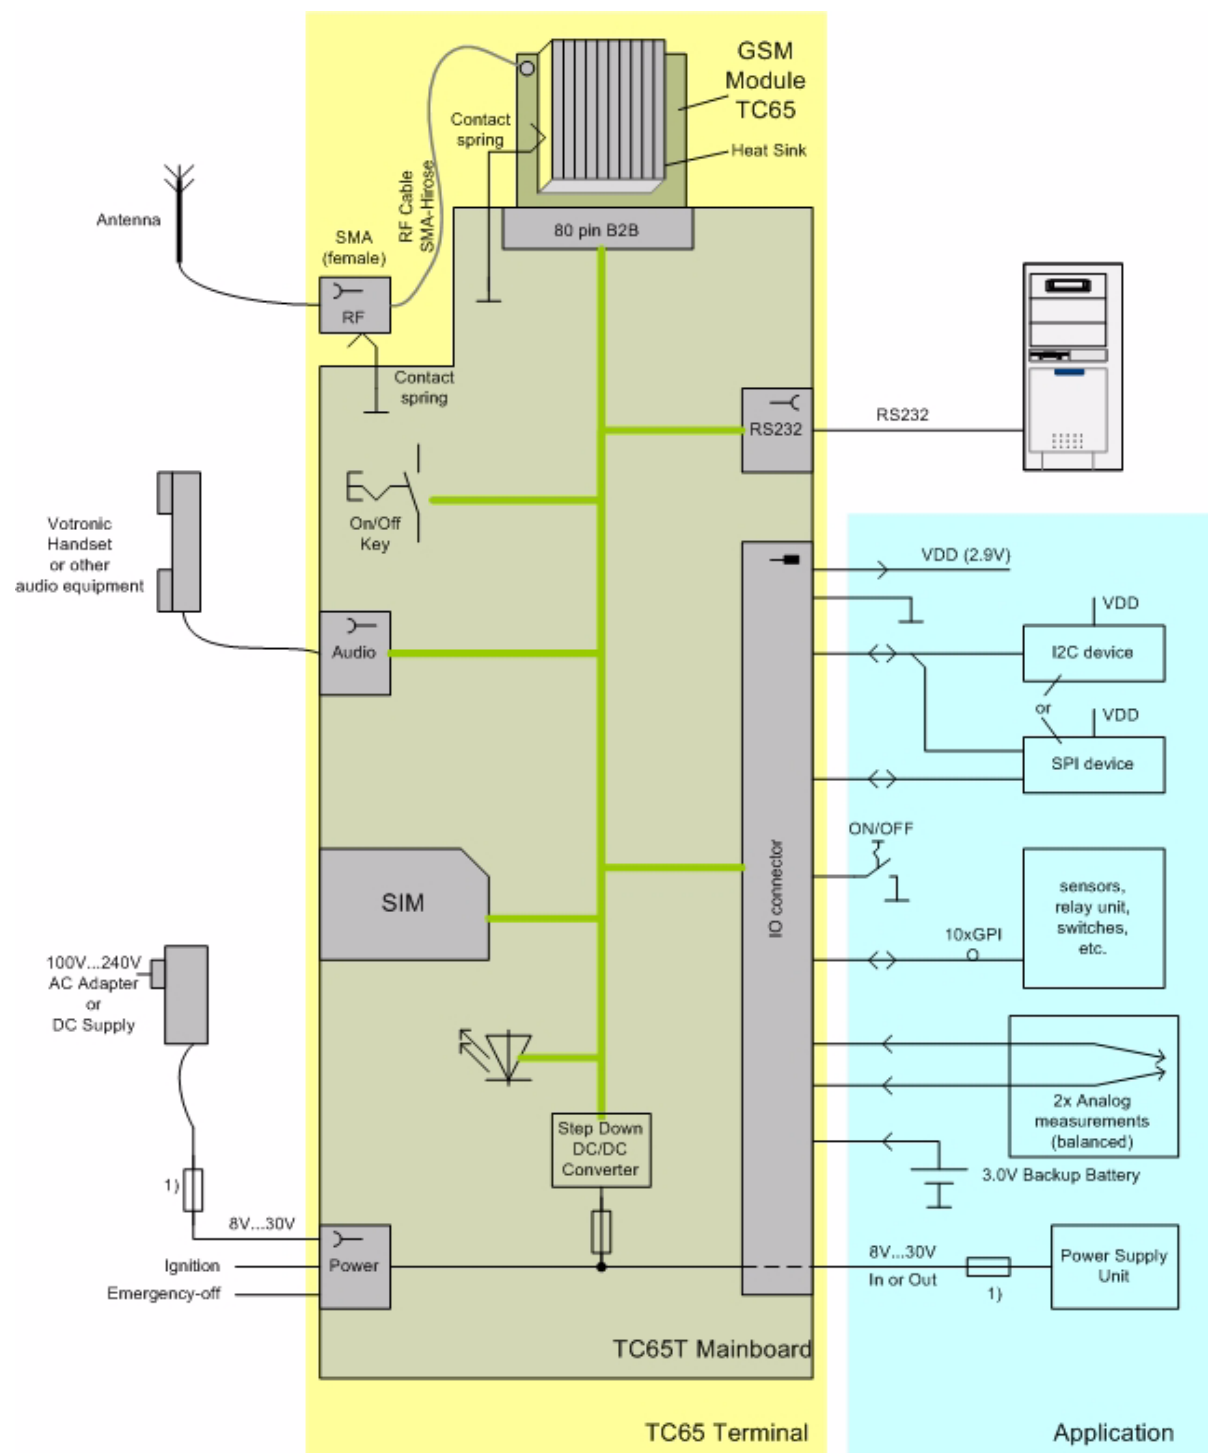 GSM
Module
TC65
Contact
spring
Heat Sink
RF Cable
SMA-Hirose
Antenna
SMA
(female)
80 pin B2B
RF
Contact
spring
RS232
RS232
On/Off
Key
Votronic
Handset
or other
audio equipment
Audio
VDD (2.9V)
VDD
I2C device
or
VDD
SPI device
ON/OFF
IO connector
SIM
sensors,
relay unit,
switches,
etc.
10xGPI
O
100V...240V
AC Adapter
or
DC Supply
2x Analog
measurements
(balanced)
Step Down
DC/DC
Converter
3.0V Backup Battery
1)
8V...30V
Ignition
Emergency-off
Power
8V...30V
In or Out
1)
Power Supply
Unit
TC65T Mainboard
TC65 Terminal
Application